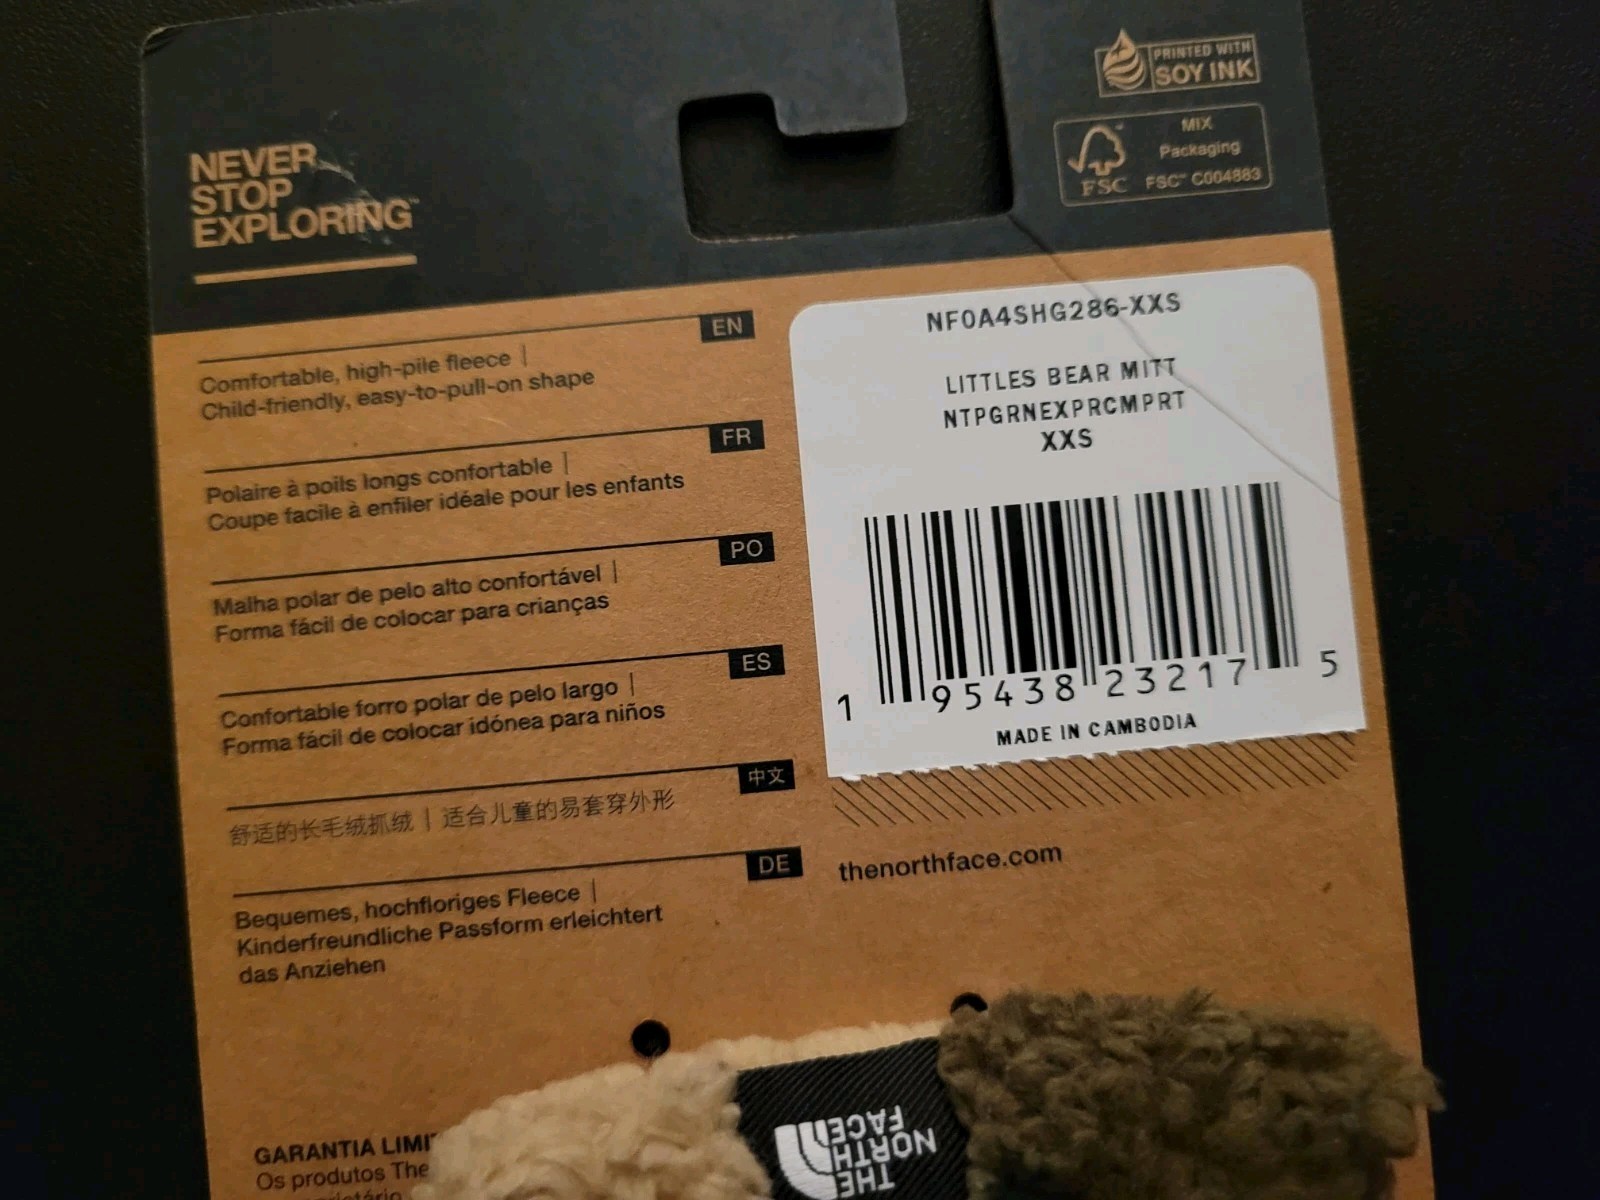 NEVER
STOP
EXPLORING™
PRINTED WITH
SOY INK
MIX
Packaging
FSC™ C004883
FSC
EN
Comfortable, high-pile fleece |
Child-friendly, easy-to-pull-on shape
FR
Polaire à poils longs confortable |
Coupe facile à enfiler idéale pour les enfants
PO
Malha polar de pelo alto confortável |
Forma fácil de colocar para crianças
ES
Confortable forro polar de pelo largo |
Forma fácil de colocar idónea para niños
中文
舒适的长毛绒抓绒 | 适合儿童的易套穿外形
DE
Bequemes, hochfloriges Fleece |
Kinderfreundliche Passform erleichtert
das Anziehen
NF0A4SHG286-XXS
LITTLES BEAR MITT
NTPGRNEXPRCMPRT
XXS
1 95438 23217 5
MADE IN CAMBODIA
thenorthface.com
GARANTIA
Os produtos The
THE
NORTH
FACE